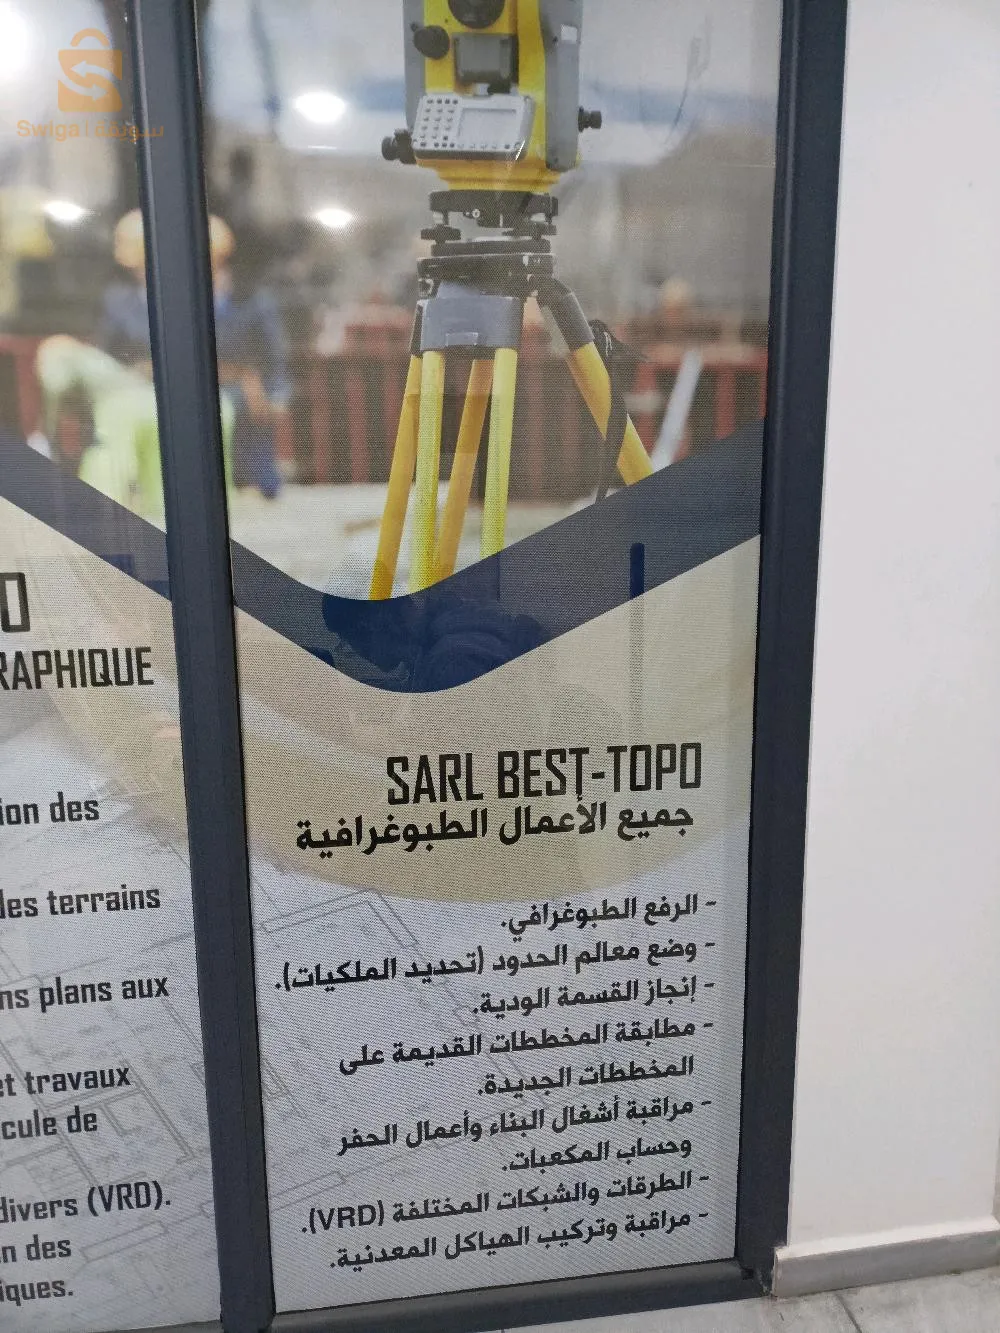 Swiga | سويقة
RAPHIQUE
ion des
des terrains
ns plans aux
et travaux
cule de
divers (VRD).
n des
iques.
SARL BEST-TOPO
جميع الأعمال الطبوغرافية
- الرفع الطبوغرافي.
- وضع معالم الحدود (تحديد الملكيات).
- إنجاز القسمة الودية.
- مطابقة المخططات القديمة على
المخططات الجديدة.
- مراقبة أشغال البناء وأعمال الحفر
وحساب المكعبات.
- الطرقات والشبكات المختلفة (VRD).
- مراقبة وتركيب الهياكل المعدنية.